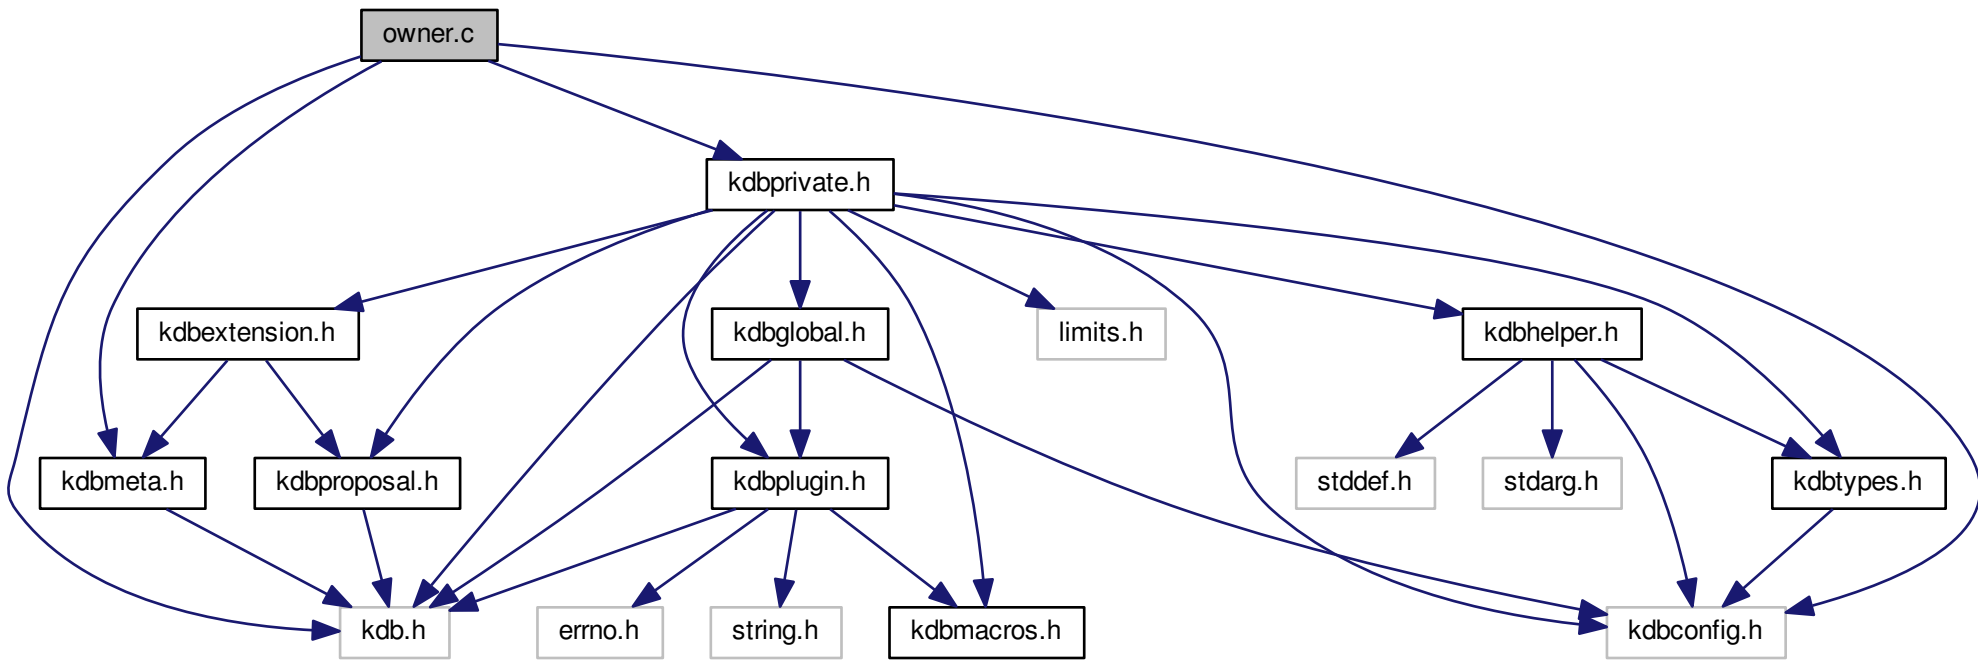 owner.c
kdbprivate.h
kdbextension.h
kdbglobal.h
limits.h
kdbhelper.h
kdbmeta.h
kdbproposal.h
kdbplugin.h
stddef.h
stdarg.h
kdbtypes.h
kdb.h
errno.h
string.h
kdbmacros.h
kdbconfig.h